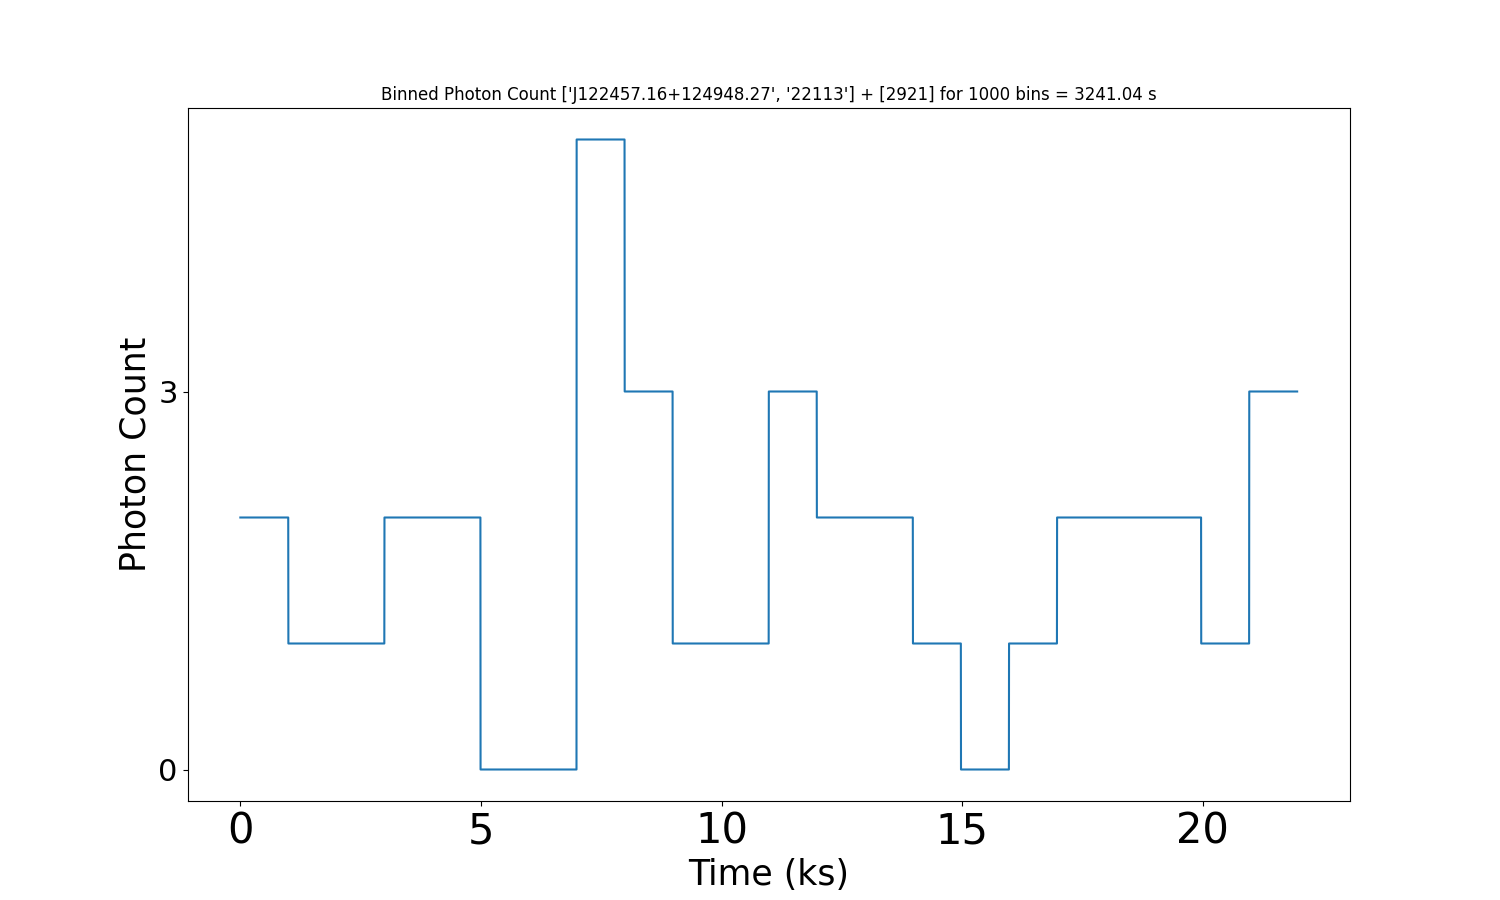 Binned Photon Count ['J122457.16+124948.27', '22113'] + [2921] for 1000 bins = 3241.04 s
Photon Count
3
0
0 5 10 15 20
Time (ks)